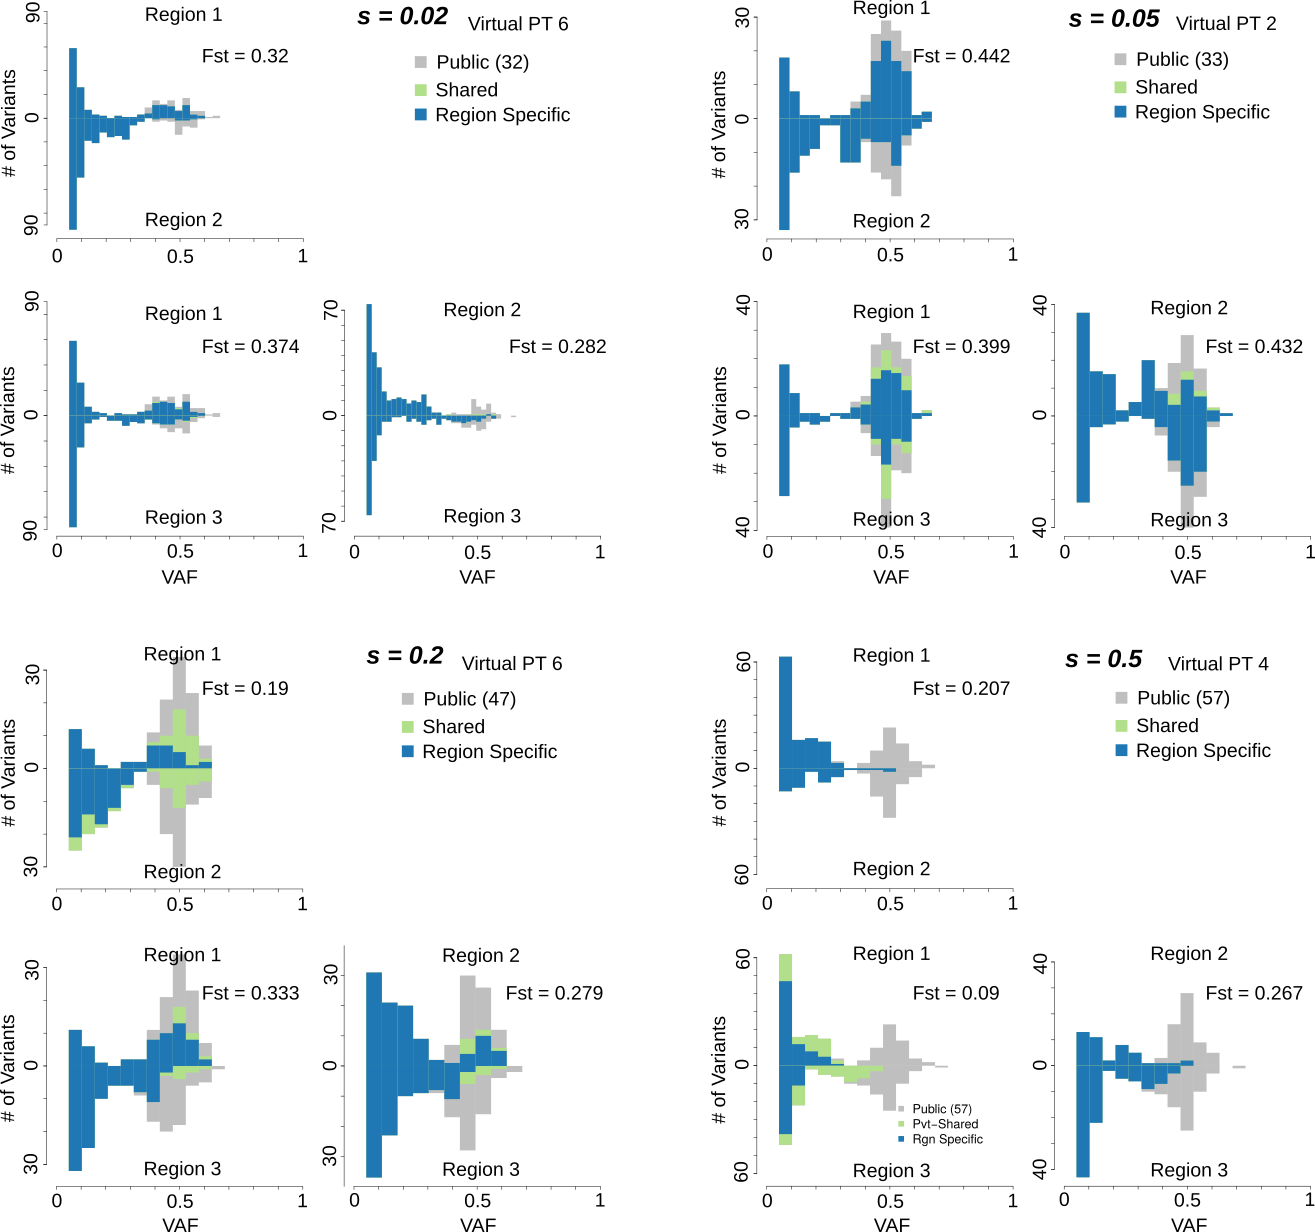 s = 0.02 Virtual PT 6
Public (32)
Shared
Region Specific
Region 1
Fst = 0.32
Region 2
# of Variants
90
0
90
0 0.5 1
Region 1
Fst = 0.374
Region 3
# of Variants
90
0
90
0 0.5 1
VAF
Region 2
Fst = 0.282
Region 3
70
0
70
0 0.5 1
VAF
s = 0.05 Virtual PT 2
Public (33)
Shared
Region Specific
Region 1
Fst = 0.442
Region 2
# of Variants
30
0
30
0 0.5 1
Region 1
Fst = 0.399
Region 3
# of Variants
40
0
40
0 0.5 1
VAF
Region 2
Fst = 0.432
Region 3
40
0
40
0 0.5 1
VAF
s = 0.2 Virtual PT 6
Public (47)
Shared
Region Specific
Region 1
Fst = 0.19
Region 2
# of Variants
30
0
30
0 0.5 1
Region 1
Fst = 0.333
Region 3
# of Variants
30
0
30
0 0.5 1
VAF
Region 2
Fst = 0.279
Region 3
30
0
30
0 0.5 1
VAF
s = 0.5 Virtual PT 4
Public (57)
Shared
Region Specific
Region 1
Fst = 0.207
Region 2
# of Variants
60
0
60
0 0.5 1
Region 1
Fst = 0.09
Public (57)
Pvt-Shared
Rgn Specific
Region 3
# of Variants
60
0
60
0 0.5 1
VAF
Region 2
Fst = 0.267
Region 3
40
0
40
0 0.5 1
VAF